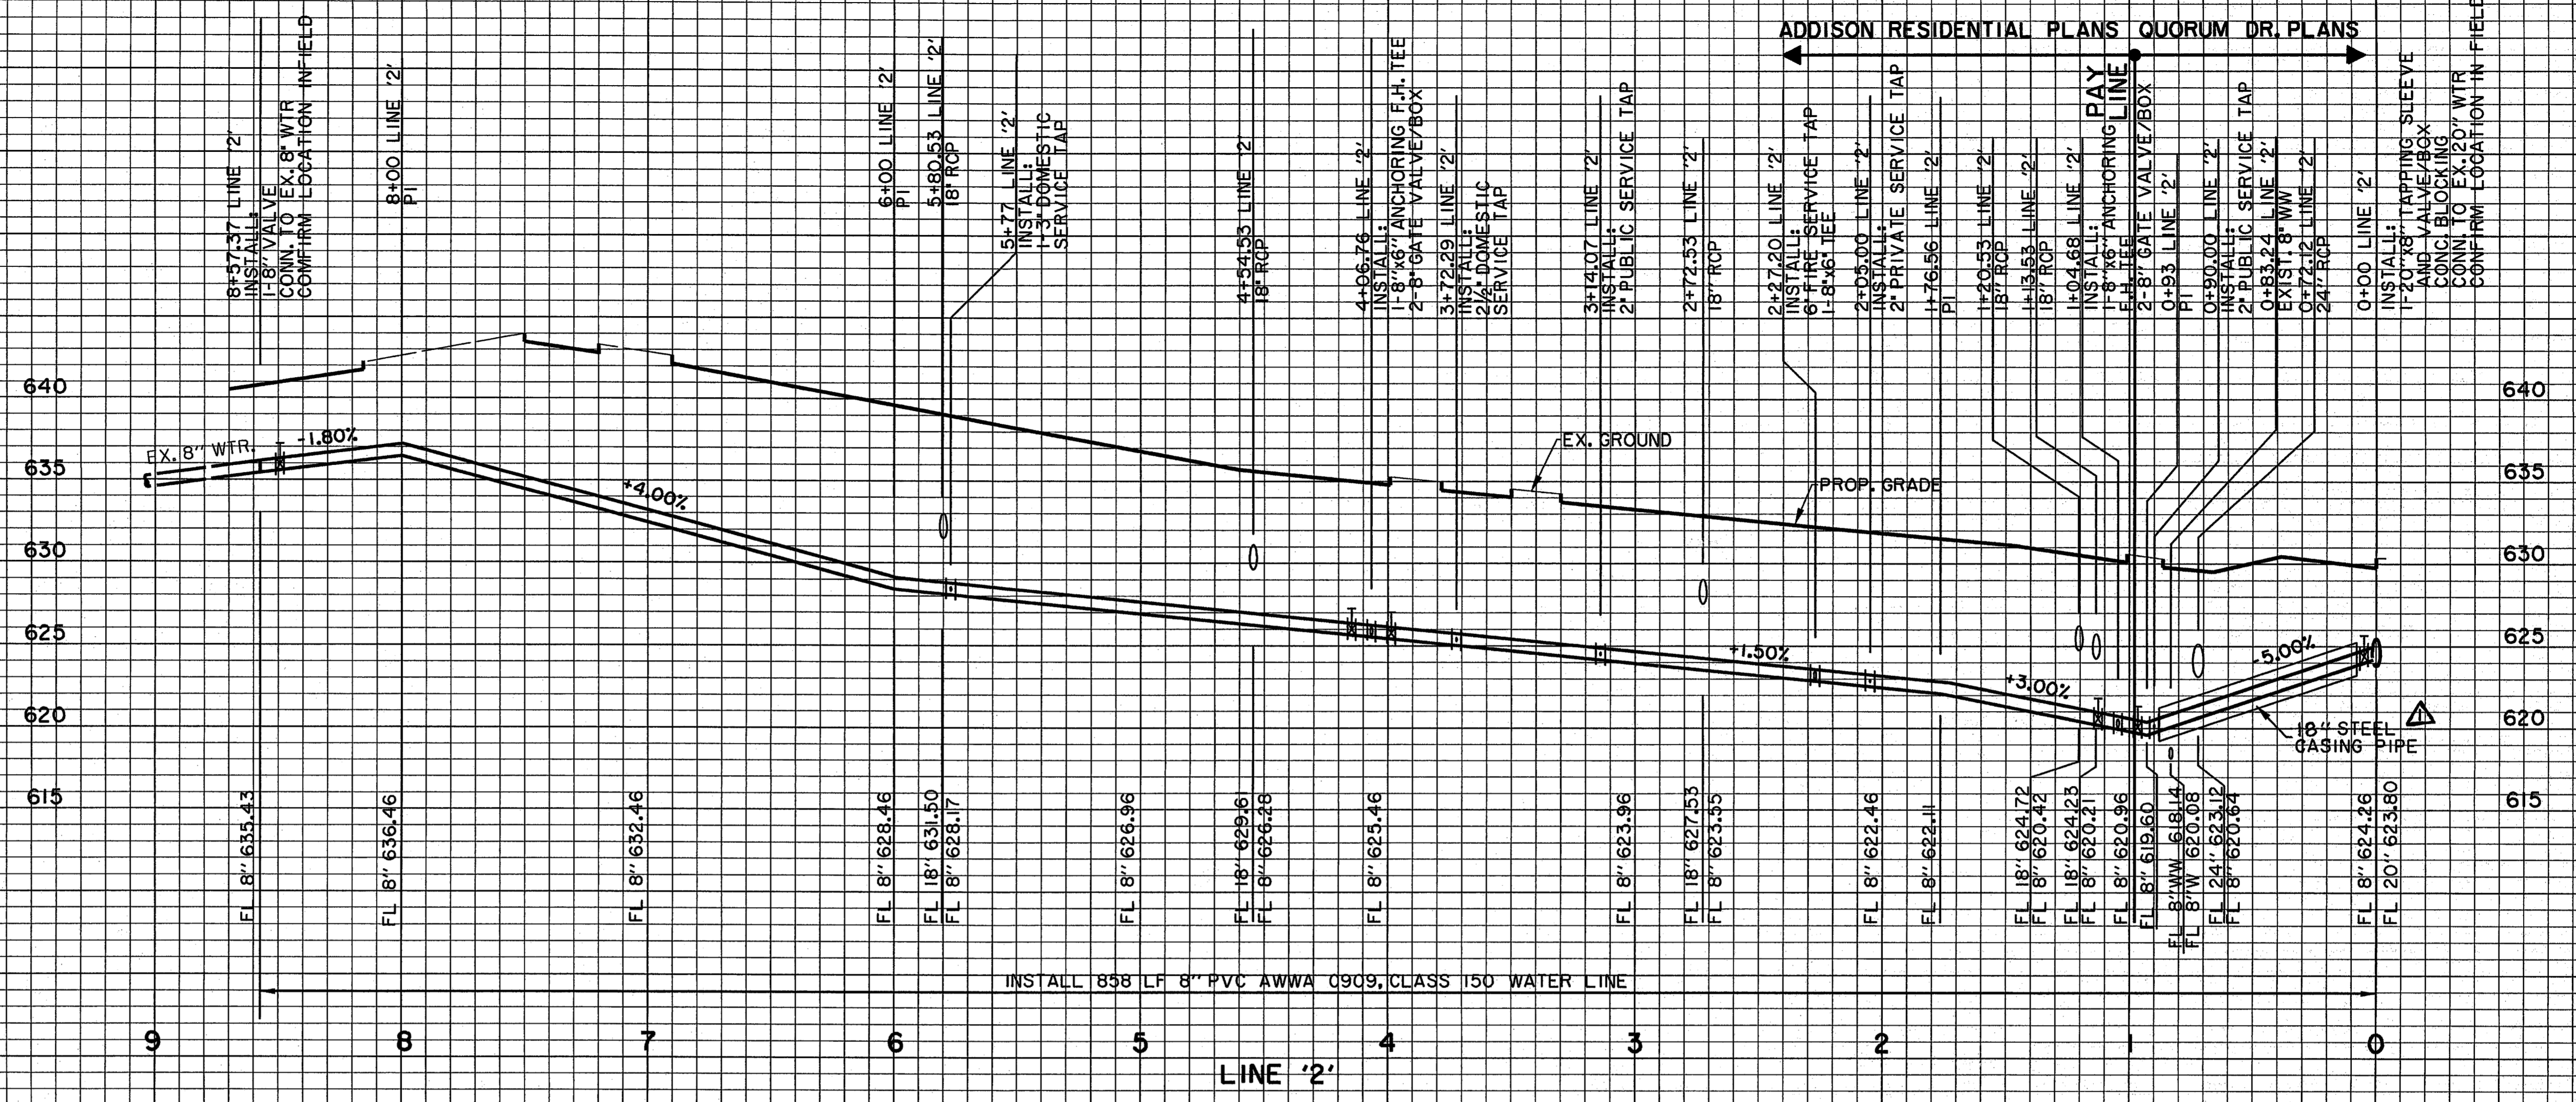 ADDISON RESIDENTIAL PLANS
QUORUM DR. PLANS
PAY
LINE
8+57.37 LINE '2'
INSTALL:
1-8" VALVE
CONN. TO EX. 8" WTR
COMFIRM LOCATION INFIELD
8+00 LINE '2'
PI
6+00 LINE '2'
PI
5+80.53 LINE '2'
18" RCP
5+77 LINE '2'
INSTALL:
1-3" DOMESTIC
SERVICE TAP
4+54.53 LINE '2'
18" RCP
4+06.76 LINE '2'
INSTALL:
1-8"x6" ANCHORING F.H. TEE
2-8" GATE VALVE/BOX
3+72.29 LINE '2'
INSTALL:
2½" DOMESTIC
SERVICE TAP
3+14.07 LINE '2'
INSTALL:
2" PUBLIC SERVICE TAP
2+72.53 LINE '2'
18" RCP
2+27.20 LINE '2'
INSTALL:
6" FIRE SERVICE TAP
1-8"x6" TEE
2+05.00 LINE '2'
INSTALL:
2" PRIVATE SERVICE TAP
1+76.56 LINE '2'
PI
1+20.53 LINE '2'
18" RCP
1+13.53 LINE '2'
18" RCP
1+04.68 LINE '2'
INSTALL:
1-8"x6" ANCHORING
F.H. TEE
2-8" GATE VALVE/BOX
0+93 LINE '2'
PI
0+90.00 LINE '2'
INSTALL:
2" PUBLIC SERVICE TAP
0+83.24 LINE '2'
EXIST. 8" WW
0+72.12 LINE '2'
24" RCP
0+00 LINE '2'
INSTALL:
1-20"x8" TAPPING SLEEVE
AND VALVE/BOX
CONC. BLOCKING
CONN. TO EX. 20" WTR
CONFIRM LOCATION IN FIELD
640
640
635
635
630
630
625
625
620
620
615
615
EX. 8" WTR.
-1.80%
+4.00%
EX. GROUND
PROP. GRADE
+1.50%
+3.00%
-5.00%
18" STEEL
CASING PIPE
1
FL 8" 635.43
FL 8" 636.46
FL 8" 632.46
FL 8" 628.46
FL 18" 631.50
FL 8" 628.17
FL 8" 626.96
FL 18" 629.61
FL 8" 626.28
FL 8" 625.46
FL 8" 623.96
FL 18" 627.53
FL 8" 623.55
FL 8" 622.46
FL 8" 622.11
FL 18" 624.72
FL 8" 620.42
FL 18" 624.23
FL 8" 620.21
FL 8" 620.96
FL 8" 619.60
FL 8" WW 618.14
FL 8" W 620.08
FL 24" 623.12
FL 8" 620.64
FL 8" 624.26
FL 20" 623.80
INSTALL 858 LF 8" PVC AWWA C909, CLASS 150 WATER LINE
9 8 7 6 5 4 3 2 1 0
LINE '2'